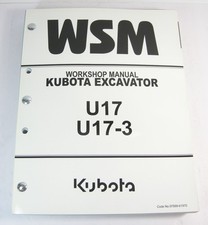 WSM
WORKSHOP MANUAL
KUBOTA EXCAVATOR
U17
U17-3
Kubota